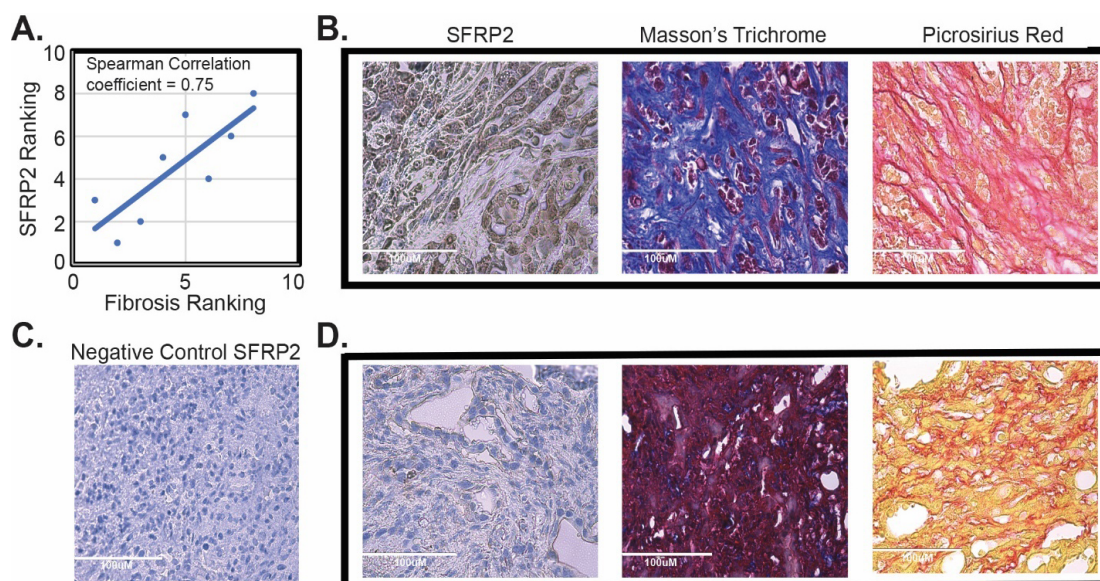 A.
10
8
6
4
2
0
SFRP2 Ranking
Spearman Correlation
coefficient = 0.75
0
5
10
Fibrosis Ranking
B.
SFRP2
Masson's Trichrome
Picrosirius Red
100uM
100uM
100uM
C.
Negative Control SFRP2
100uM
D.
100uM
100uM
100uM